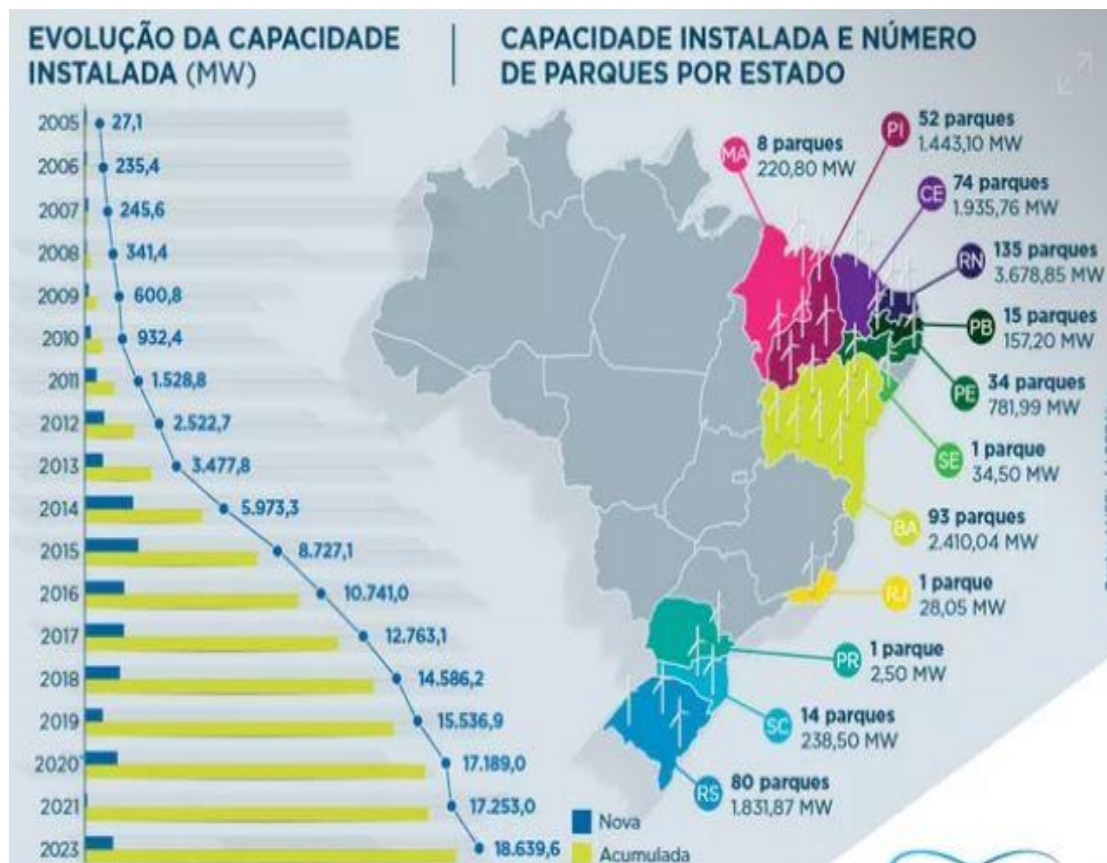 EVOLUÇÃO DA CAPACIDADE
INSTALADA (MW)
2005 27,1
2006 235,4
2007 245,6
2008 341,4
2009 600,8
2010 932,4
2011 1.528,8
2012 2.522,7
2013 3.477,8
2014 5.973,3
2015 8.727,1
2016 10.741,0
2017 12.763,1
2018 14.586,2
2019 15.536,9
2020 17.189,0
2021 17.253,0
2023 18.639,6
Nova
Acumulada
CAPACIDADE INSTALADA E NÚMERO
DE PARQUES POR ESTADO
MA 8 parques
220,80 MW
PI 52 parques
1.443,10 MW
CE 74 parques
1.935,76 MW
RN 135 parques
3.678,85 MW
PB 15 parques
157,20 MW
PE 34 parques
781,99 MW
SE 1 parque
34,50 MW
BA 93 parques
2.410,04 MW
RJ 1 parque
28,05 MW
PR 1 parque
2,50 MW
SC 14 parques
238,50 MW
RS 80 parques
1.831,87 MW